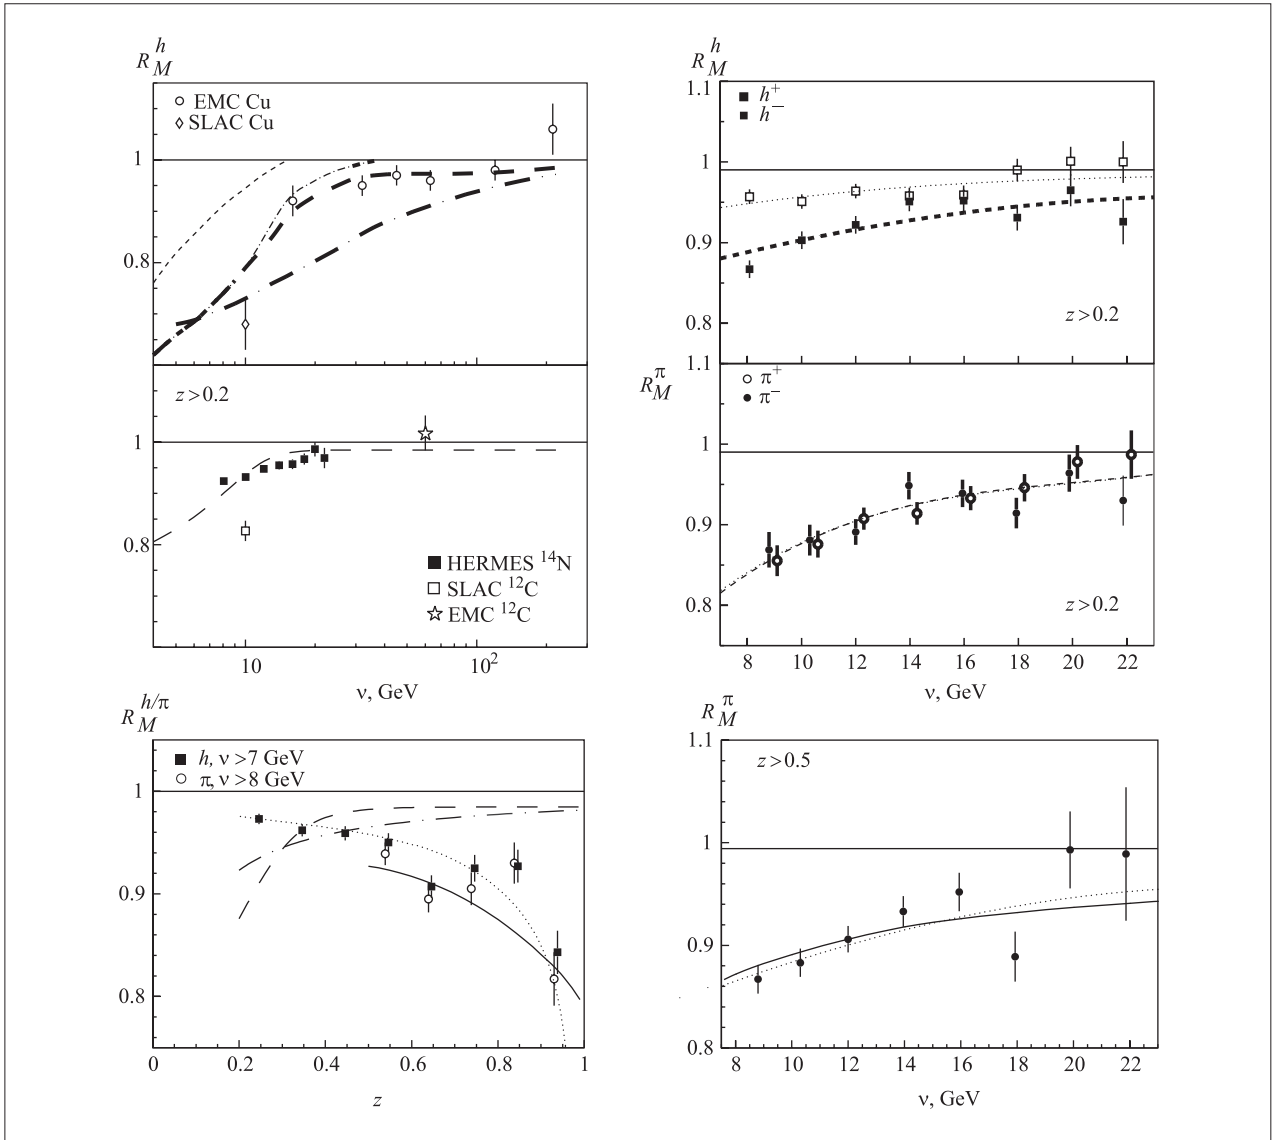 R_M^h
EMC Cu
SLAC Cu
1
0.8
z > 0.2
1
0.8
HERMES ¹⁴N
SLAC ¹²C
EMC ¹²C
10 10²
ν, GeV
R_M^h
1.1
h⁺
h⁻
1
0.9
0.8
z > 0.2
1.1
R_M^π
π⁺
π⁻
1
0.9
0.8
z > 0.2
8 10 12 14 16 18 20 22
ν, GeV
R_M^{h/π}
h, ν > 7 GeV
π, ν > 8 GeV
1
0.9
0.8
0 0.2 0.4 0.6 0.8 1
z
R_M^π
1.1
z > 0.5
1
0.9
0.8
8 10 12 14 16 18 20 22
ν, GeV